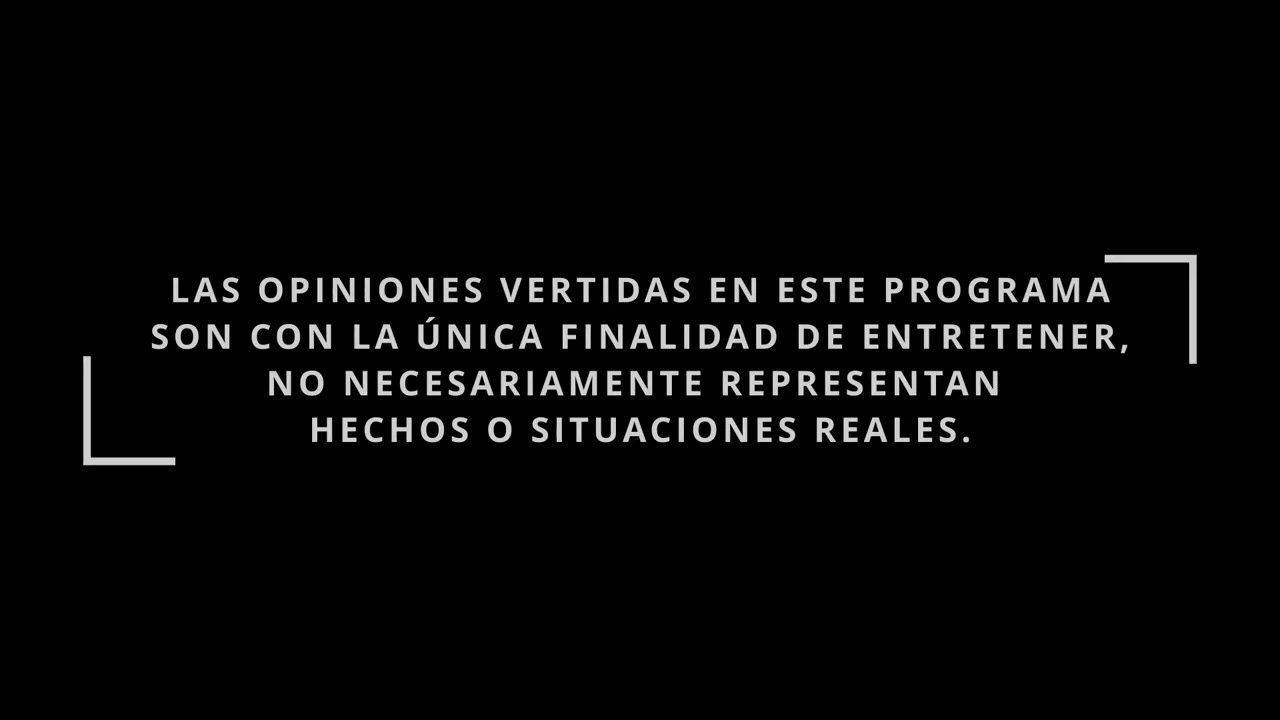 LAS OPINIONES VERTIDAS EN ESTE PROGRAMA
SON CON LA ÚNICA FINALIDAD DE ENTRETENER,
NO NECESARIAMENTE REPRESENTAN
HECHOS O SITUACIONES REALES.